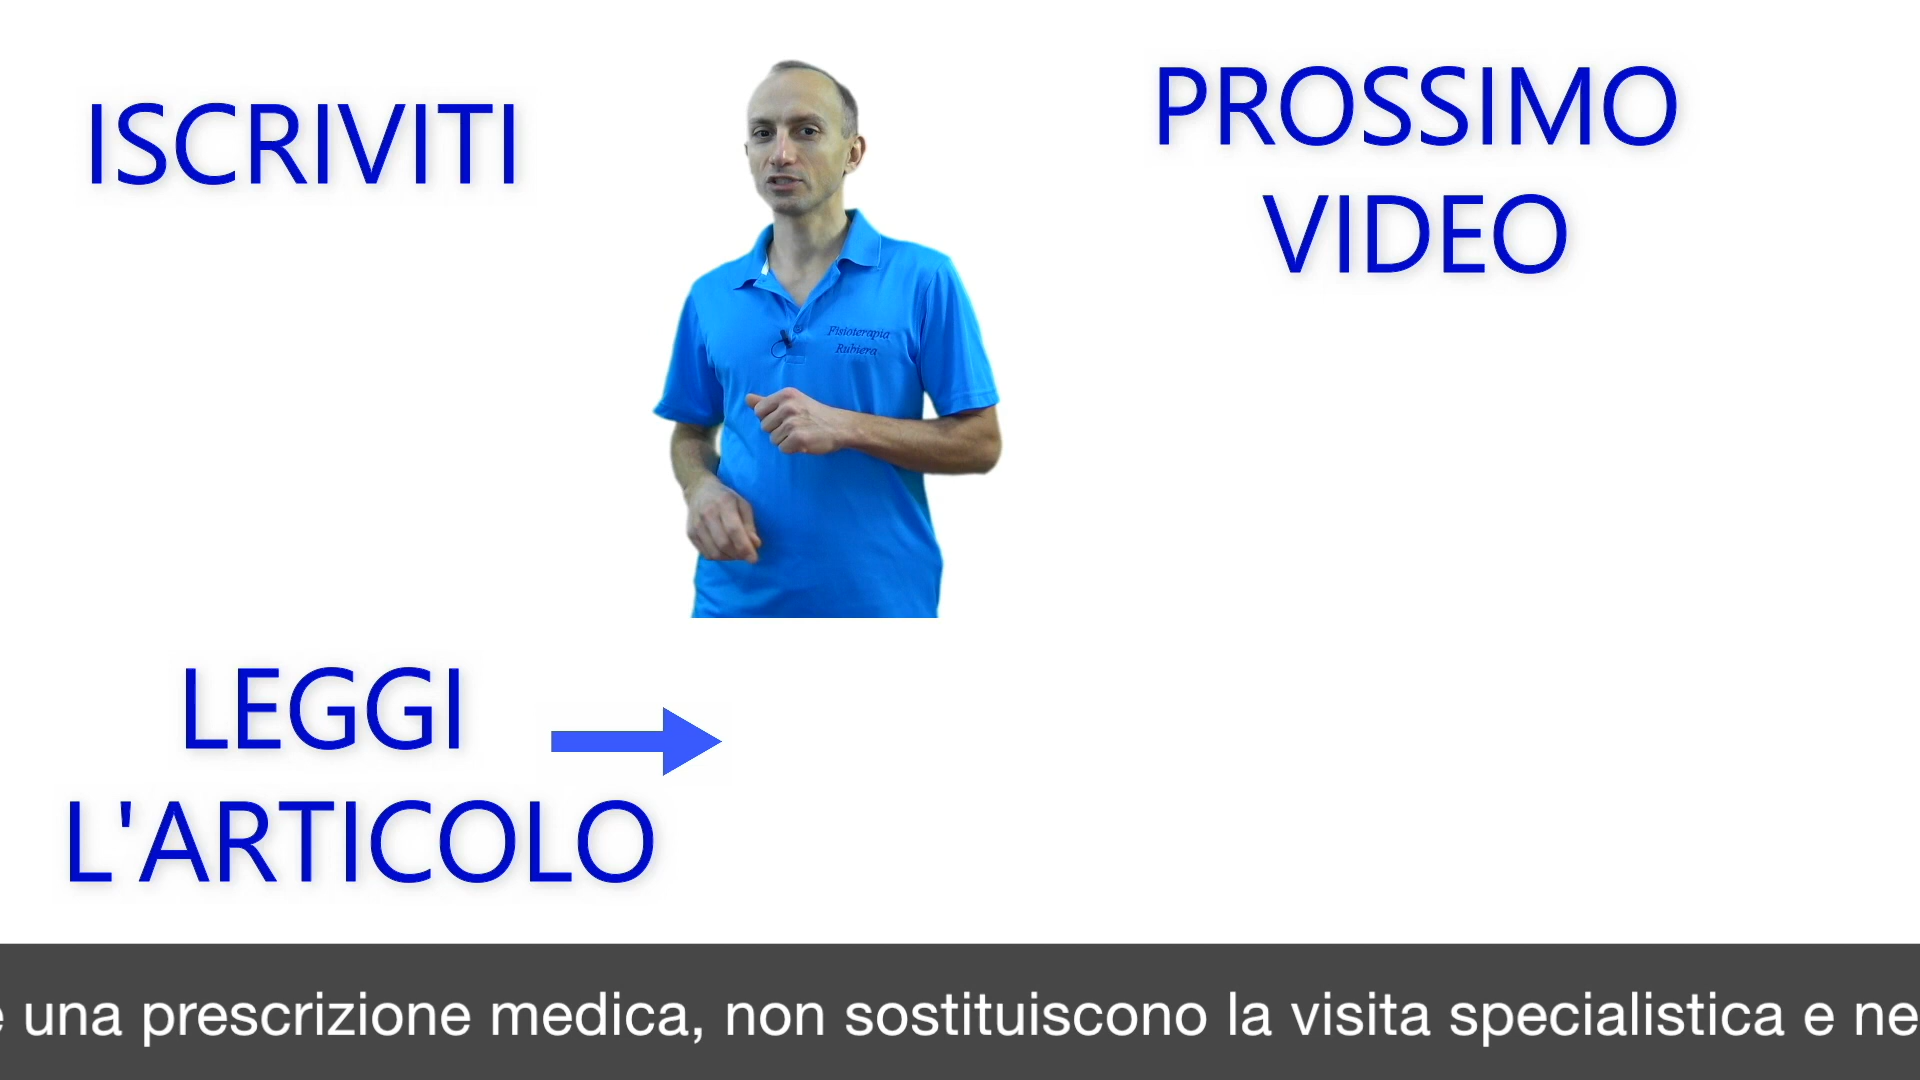 ISCRIVITI
PROSSIMO
VIDEO
Fisioterapia
Rubiera
LEGGI
L'ARTICOLO
una prescrizione medica, non sostituiscono la visita specialistica e ne